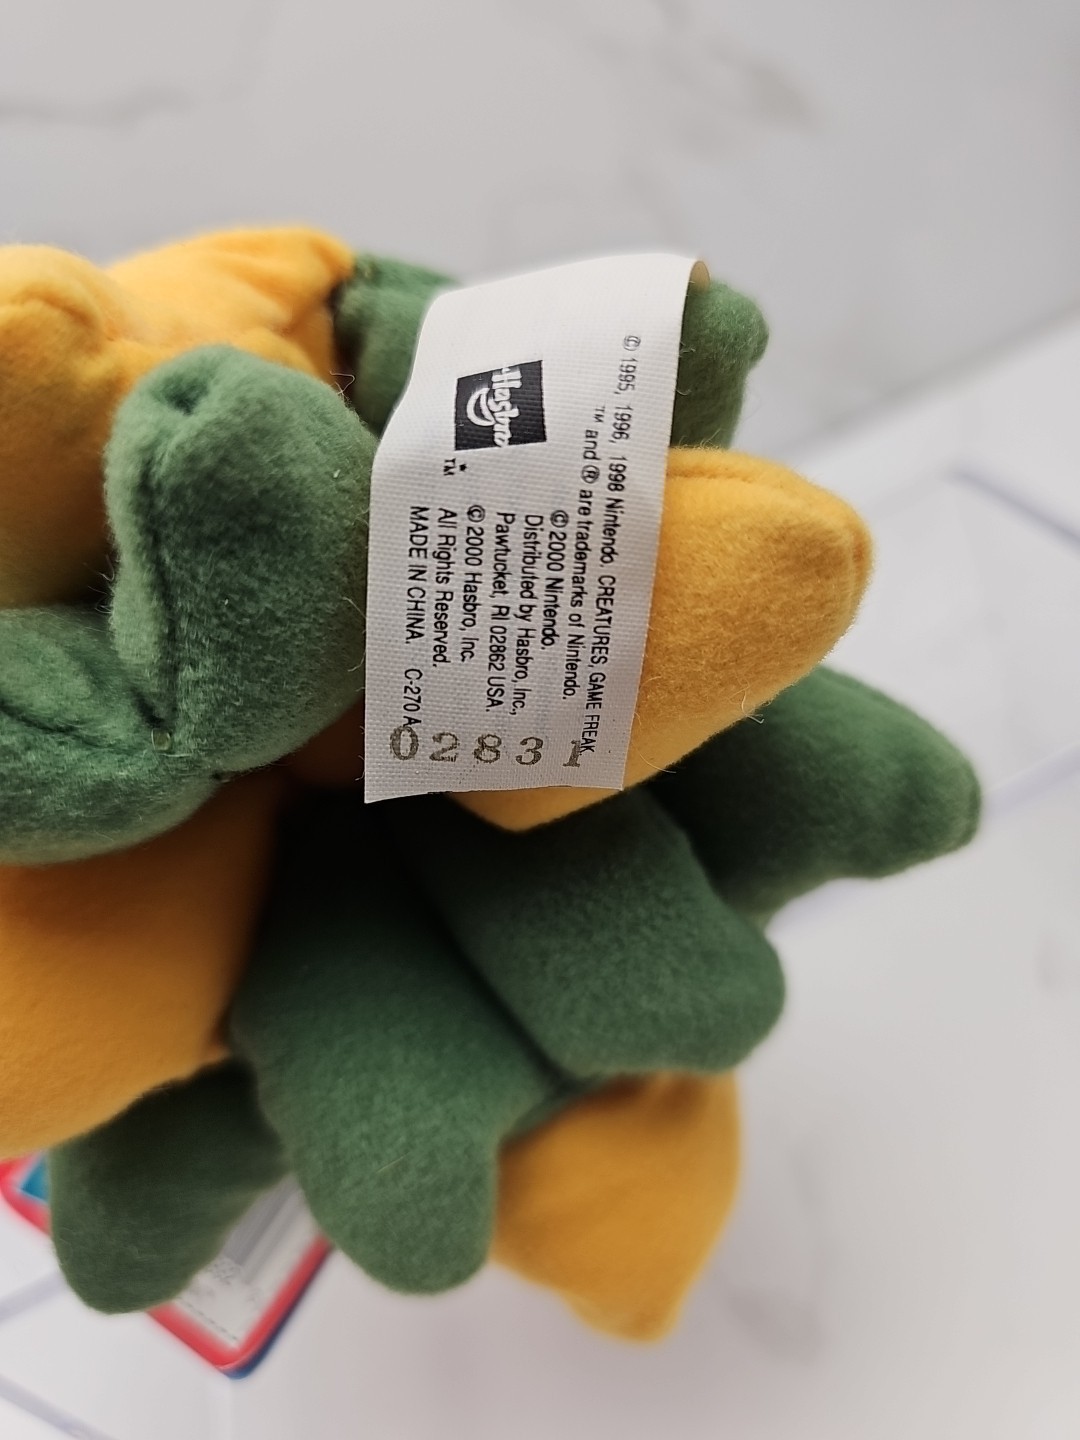 © 1995, 1996, 1998 Nintendo. CREATURES, GAME FREAK
™ and ® are trademarks of Nintendo.
© 2000 Nintendo.
Distributed by Hasbro, Inc.,
Pawtucket, RI 02862 USA.
© 2000 Hasbro, Inc.
All Rights Reserved.
MADE IN CHINA. C-270 A
Hasbro
™*
02831